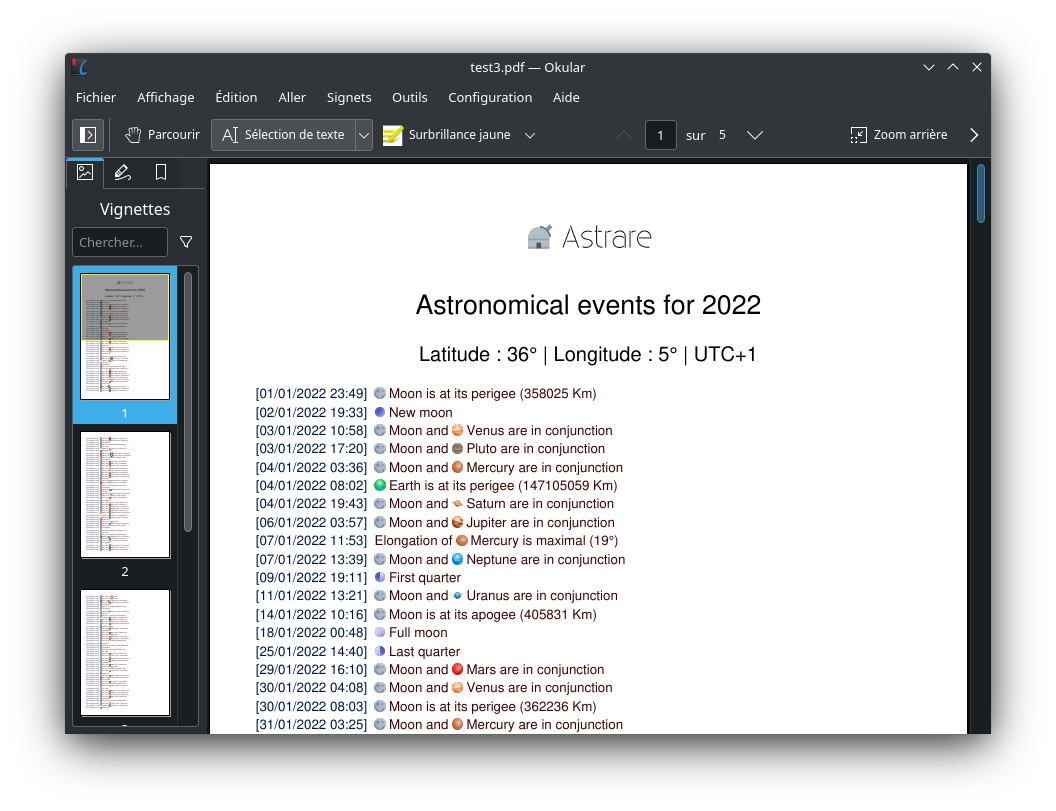 test3.pdf — Okular
Fichier Affichage Édition Aller Signets Outils Configuration Aide
Parcourir Sélection de texte Surbrillance jaune 1 sur 5 Zoom arrière
Vignettes
Chercher...
1
2
Astrare
Astronomical events for 2022
Latitude : 36° | Longitude : 5° | UTC+1
[01/01/2022 23:49] Moon is at its perigee (358025 Km)
[02/01/2022 19:33] New moon
[03/01/2022 10:58] Moon and Venus are in conjunction
[03/01/2022 17:20] Moon and Pluto are in conjunction
[04/01/2022 03:36] Moon and Mercury are in conjunction
[04/01/2022 08:02] Earth is at its perigee (147105059 Km)
[04/01/2022 19:43] Moon and Saturn are in conjunction
[06/01/2022 03:57] Moon and Jupiter are in conjunction
[07/01/2022 11:53] Elongation of Mercury is maximal (19°)
[07/01/2022 13:39] Moon and Neptune are in conjunction
[09/01/2022 19:11] First quarter
[11/01/2022 13:21] Moon and Uranus are in conjunction
[14/01/2022 10:16] Moon is at its apogee (405831 Km)
[18/01/2022 00:48] Full moon
[25/01/2022 14:40] Last quarter
[29/01/2022 16:10] Moon and Mars are in conjunction
[30/01/2022 04:08] Moon and Venus are in conjunction
[30/01/2022 08:03] Moon is at its perigee (362236 Km)
[31/01/2022 03:25] Moon and Mercury are in conjunction